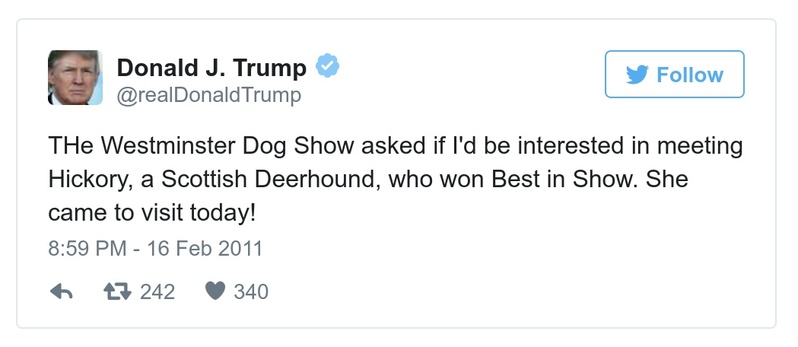 Donald J. Trump
@realDonaldTrump
Follow
THe Westminster Dog Show asked if I'd be interested in meeting
Hickory, a Scottish Deerhound, who won Best in Show. She
came to visit today!
8:59 PM - 16 Feb 2011
242 340